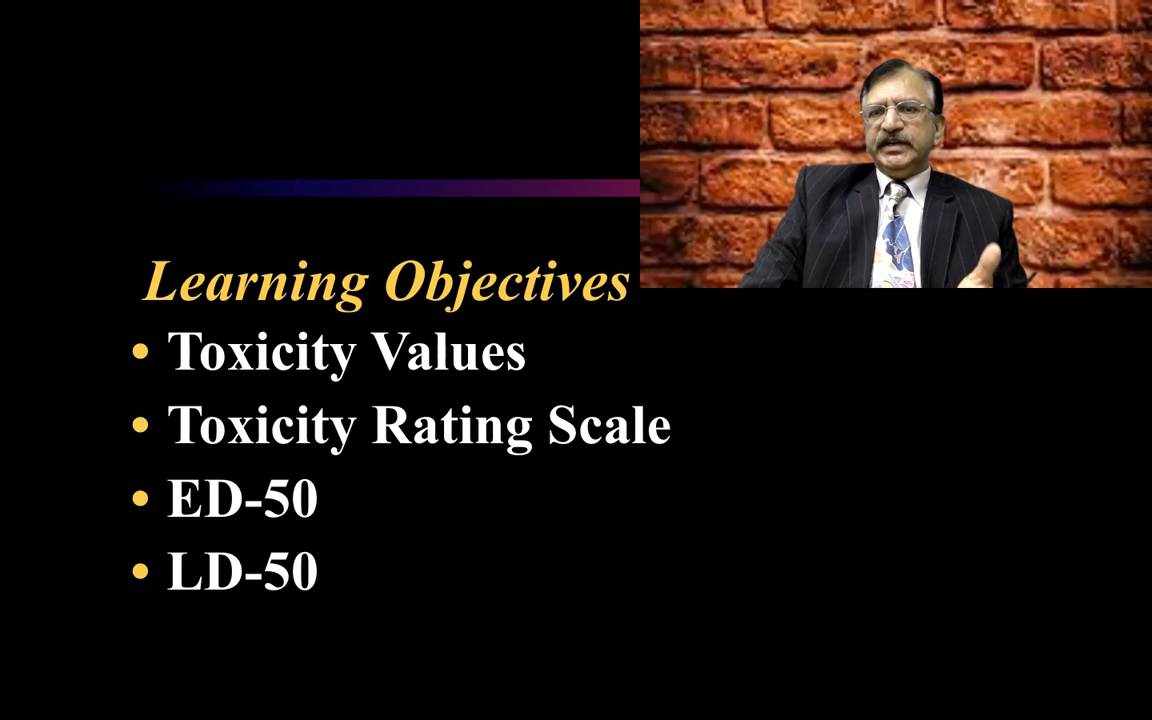 Learning Objectives
• Toxicity Values
• Toxicity Rating Scale
• ED-50
• LD-50